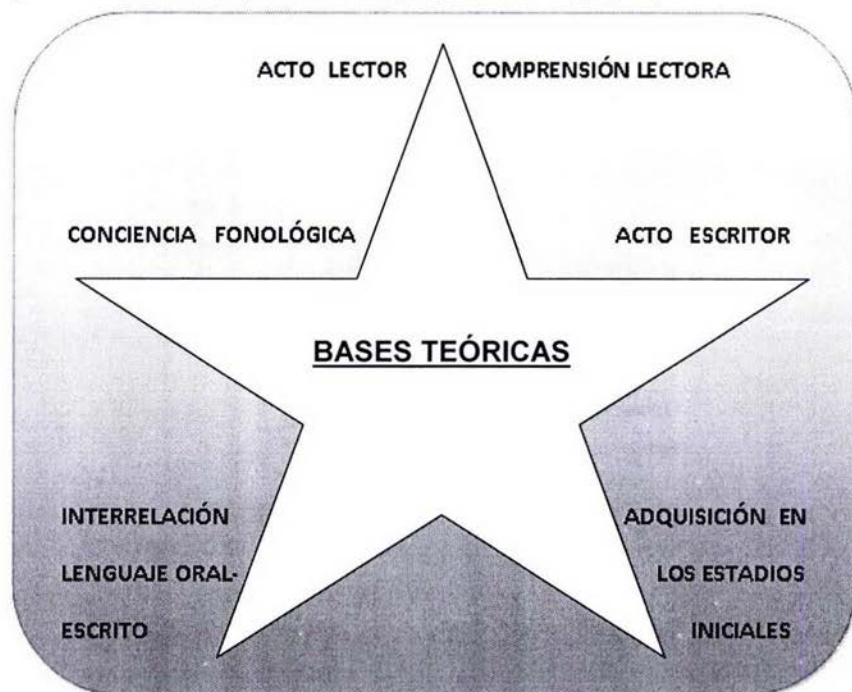 ACTO LECTOR
COMPRENSIÓN LECTORA
CONCIENCIA FONOLÓGICA
ACTO ESCRITOR
BASES TEÓRICAS
INTERRELACIÓN
LENGUAJE ORAL-
ESCRITO
ADQUISICIÓN EN
LOS ESTADIOS
INICIALES